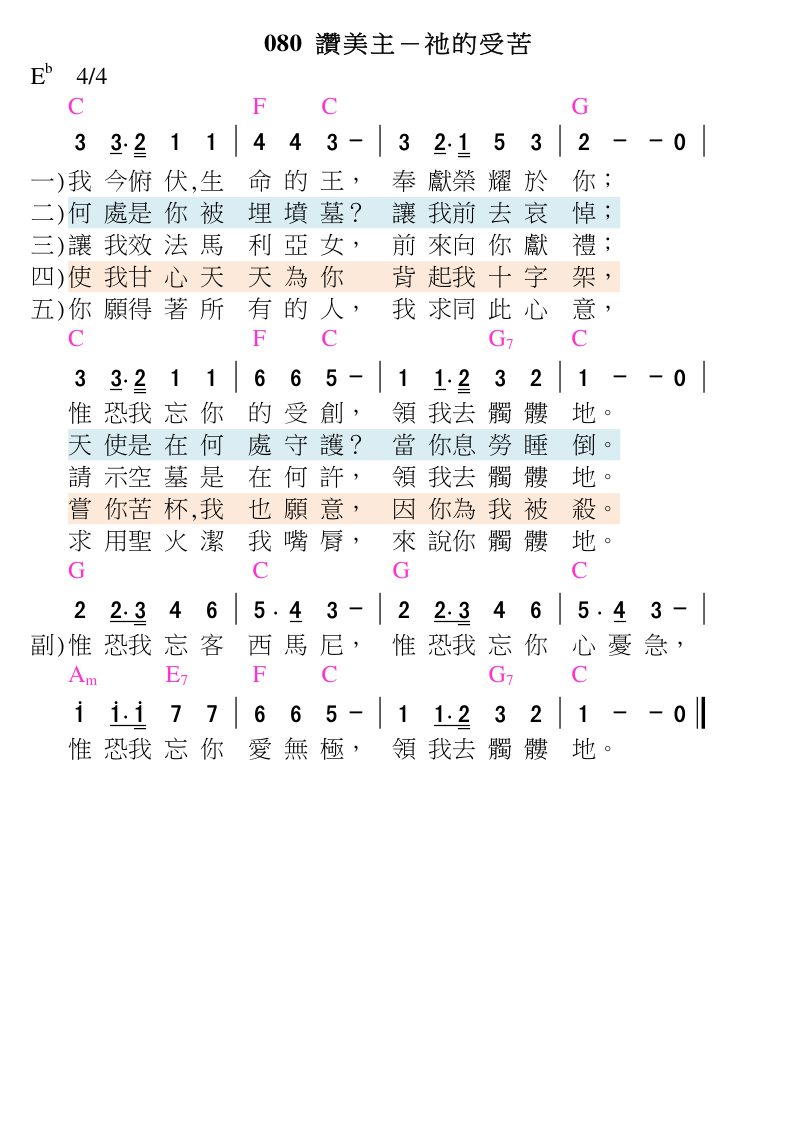 080 讚美主－祂的受苦
E♭ 4/4
C F C G
3 3·2 1 1 | 4 4 3 － | 3 2·1 5 3 | 2 － － 0 |
一)我 今俯 伏,生 命 的 王， 奉 獻榮 耀 於 你；
二)何 處是 你 被 埋 墳 墓？ 讓 我前 去 哀 悼；
三)讓 我效 法 馬 利 亞 女， 前 來向 你 獻 禮；
四)使 我甘 心 天 天 為 你 背 起我 十 字 架，
五)你 願得 著 所 有 的 人， 我 求同 此 心 意，
C F C G7 C
3 3·2 1 1 | 6 6 5 － | 1 1·2 3 2 | 1 － － 0 |
惟 恐我 忘 你 的 受 創， 領 我去 髑 髏 地。
天 使是 在 何 處 守 護？ 當 你息 勞 睡 倒。
請 示空 墓 是 在 何 許， 領 我去 髑 髏 地。
嘗 你苦 杯,我 也 願 意， 因 你為 我 被 殺。
求 用聖 火 潔 我 嘴 脣， 來 說你 髑 髏 地。
G C G C
2 2·3 4 6 | 5·4 3 － | 2 2·3 4 6 | 5·4 3 － |
副)惟 恐我 忘 客 西 馬 尼， 惟 恐我 忘 你 心 憂 急，
Am E7 F C G7 C
i i·i 7 7 | 6 6 5 － | 1 1·2 3 2 | 1 － － 0 ‖
惟 恐我 忘 你 愛 無 極， 領 我去 髑 髏 地。